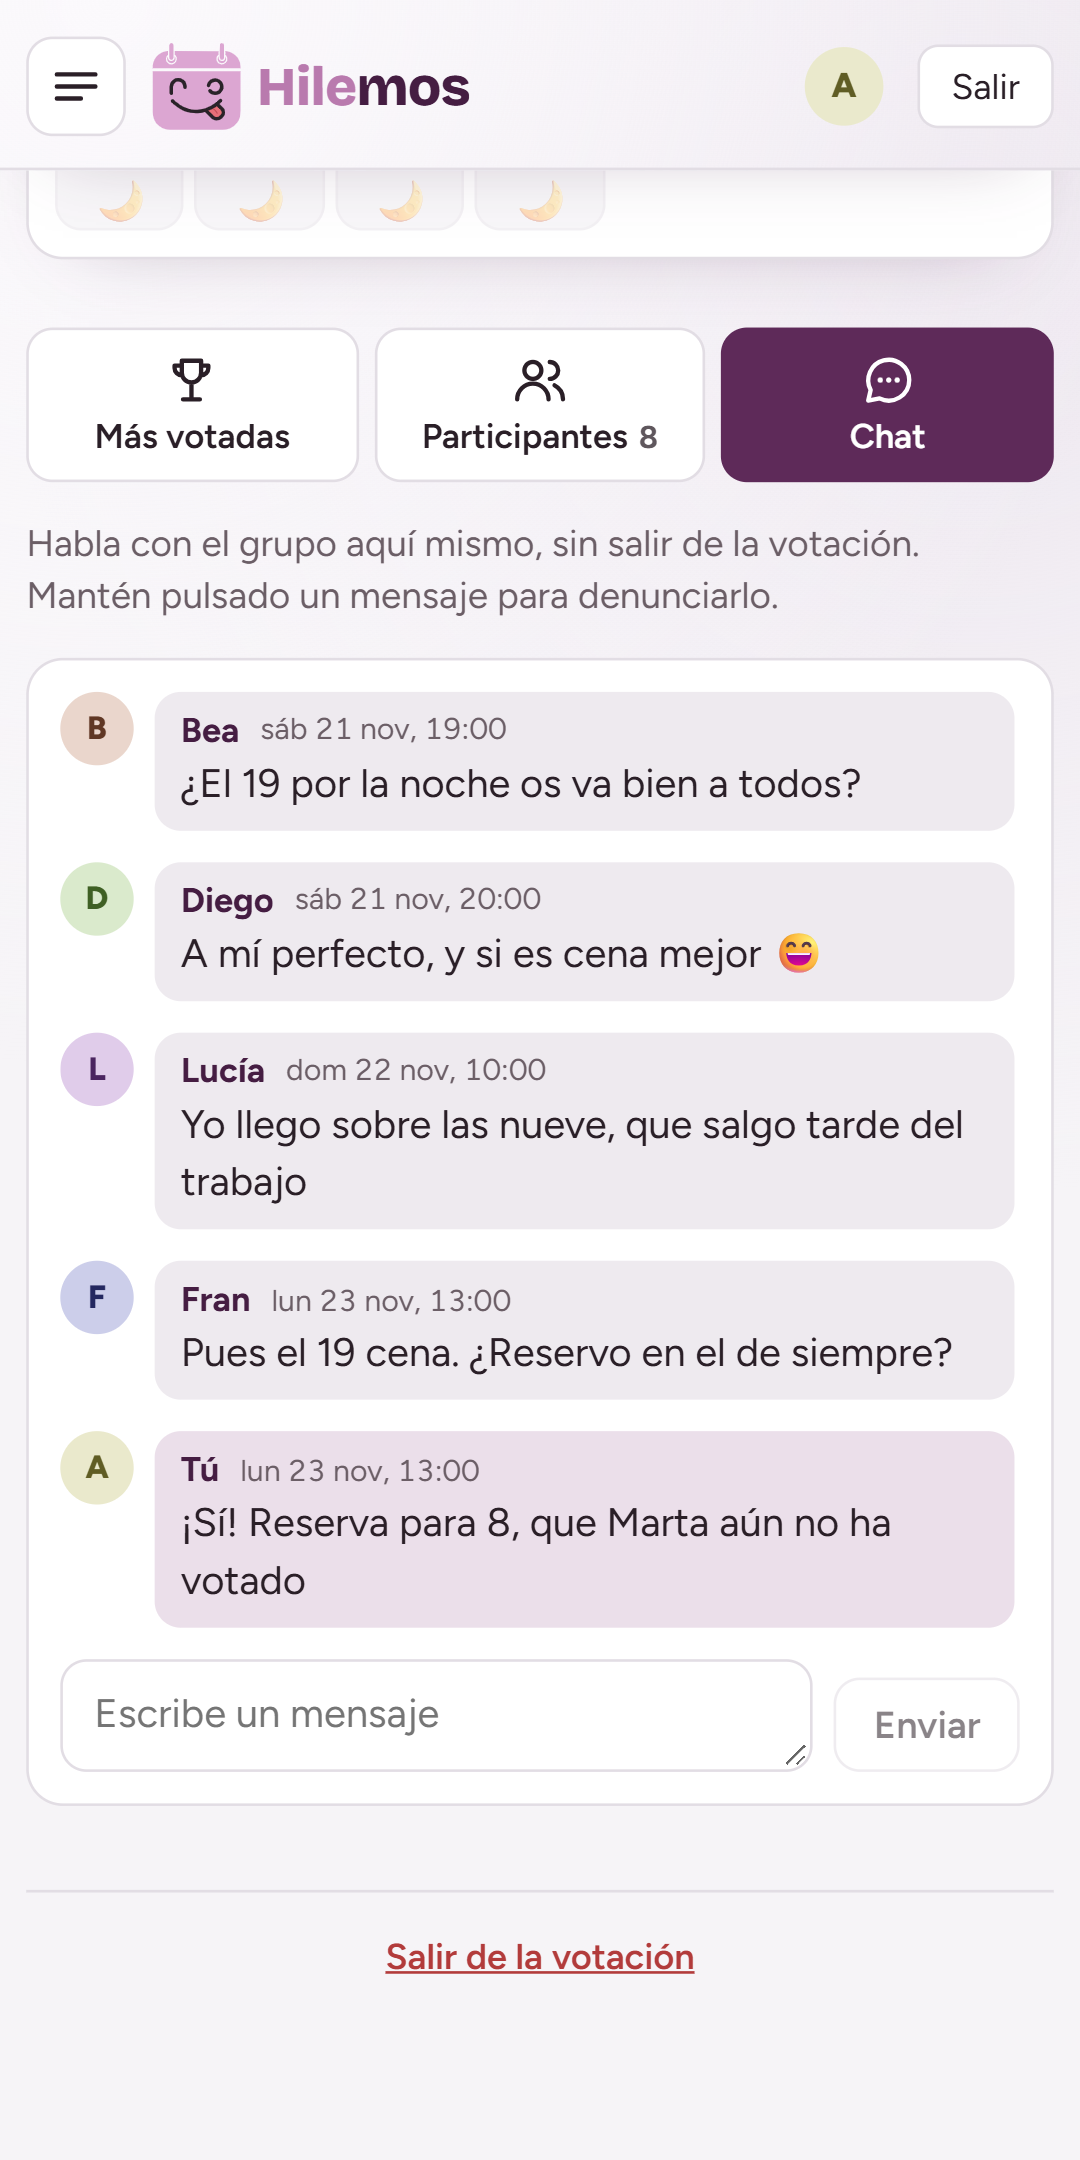 Hilemos
A
Salir
Más votadas
Participantes 8
Chat
Habla con el grupo aquí mismo, sin salir de la votación.
Mantén pulsado un mensaje para denunciarlo.
B
Bea sáb 21 nov, 19:00
¿El 19 por la noche os va bien a todos?
D
Diego sáb 21 nov, 20:00
A mí perfecto, y si es cena mejor 😄
L
Lucía dom 22 nov, 10:00
Yo llego sobre las nueve, que salgo tarde del
trabajo
F
Fran lun 23 nov, 13:00
Pues el 19 cena. ¿Reservo en el de siempre?
A
Tú lun 23 nov, 13:00
¡Sí! Reserva para 8, que Marta aún no ha
votado
Escribe un mensaje
Enviar
Salir de la votación